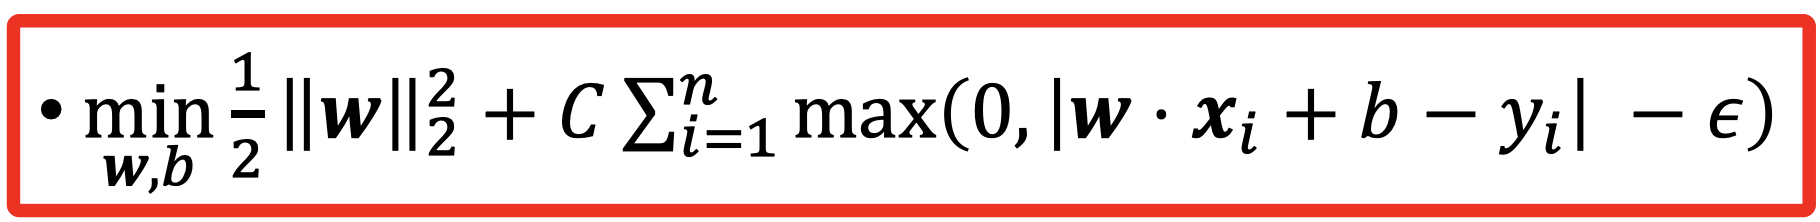 • min_{w,b} 1/2 ‖w‖_2^2 + C ∑_{i=1}^n max(0, |w · x_i + b − y_i| − ϵ)